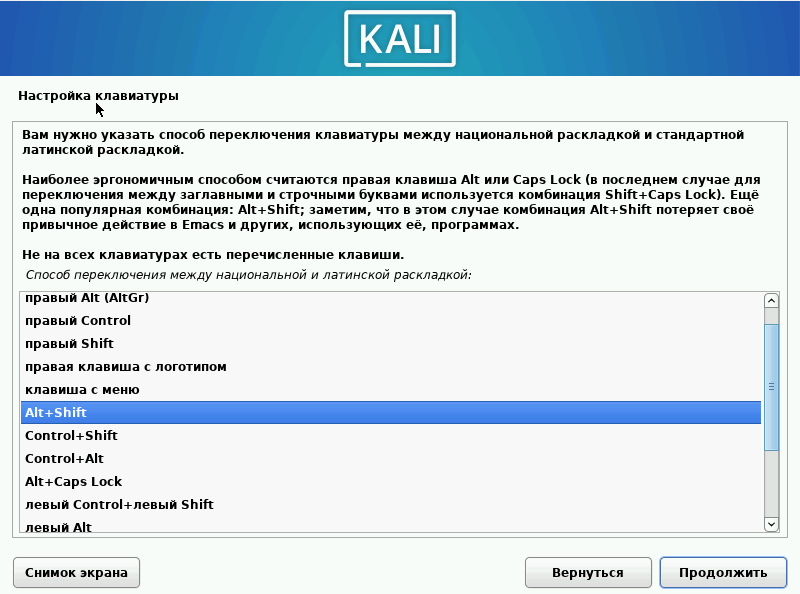 KALI
Настройка клавиатуры
Вам нужно указать способ переключения клавиатуры между национальной раскладкой и стандартной
латинской раскладкой.
Наиболее эргономичным способом считаются правая клавиша Alt или Caps Lock (в последнем случае для
переключения между заглавными и строчными буквами используется комбинация Shift+Caps Lock). Ещё
одна популярная комбинация: Alt+Shift; заметим, что в этом случае комбинация Alt+Shift потеряет своё
привычное действие в Emacs и других, использующих её, программах.
Не на всех клавиатурах есть перечисленные клавиши.
Способ переключения между национальной и латинской раскладкой:
правый Alt (AltGr)
правый Control
правый Shift
правая клавиша с логотипом
клавиша с меню
Alt+Shift
Control+Shift
Control+Alt
Alt+Caps Lock
левый Control+левый Shift
левый Alt
Снимок экрана
Вернуться
Продолжить